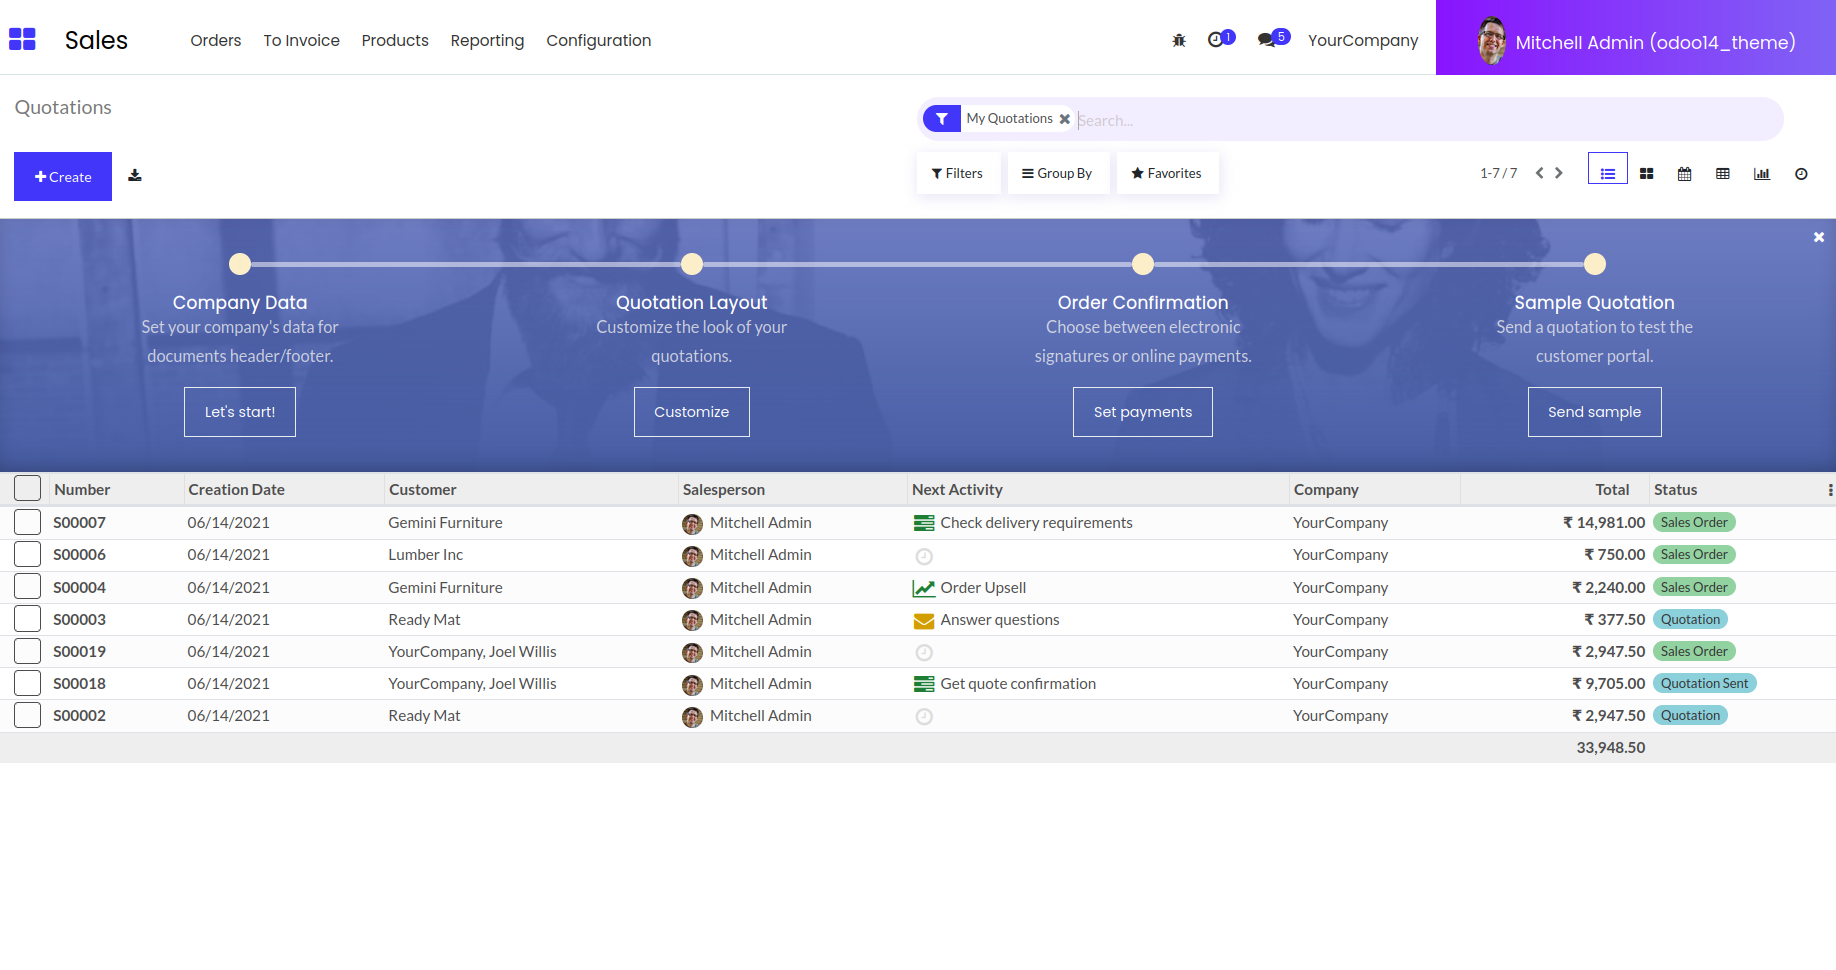 Sales Orders To Invoice Products Reporting Configuration 1 5 YourCompany Mitchell Admin (odoo14_theme)
Quotations
My Quotations Search...
Create
Filters Group By Favorites 1-7 / 7
Company Data
Set your company's data for
documents header/footer.
Let's start!
Quotation Layout
Customize the look of your
quotations.
Customize
Order Confirmation
Choose between electronic
signatures or online payments.
Set payments
Sample Quotation
Send a quotation to test the
customer portal.
Send sample
Number Creation Date Customer Salesperson Next Activity Company Total Status
S00007 06/14/2021 Gemini Furniture Mitchell Admin Check delivery requirements YourCompany ₹ 14,981.00 Sales Order
S00006 06/14/2021 Lumber Inc Mitchell Admin YourCompany ₹ 750.00 Sales Order
S00004 06/14/2021 Gemini Furniture Mitchell Admin Order Upsell YourCompany ₹ 2,240.00 Sales Order
S00003 06/14/2021 Ready Mat Mitchell Admin Answer questions YourCompany ₹ 377.50 Quotation
S00019 06/14/2021 YourCompany, Joel Willis Mitchell Admin YourCompany ₹ 2,947.50 Sales Order
S00018 06/14/2021 YourCompany, Joel Willis Mitchell Admin Get quote confirmation YourCompany ₹ 9,705.00 Quotation Sent
S00002 06/14/2021 Ready Mat Mitchell Admin YourCompany ₹ 2,947.50 Quotation
33,948.50